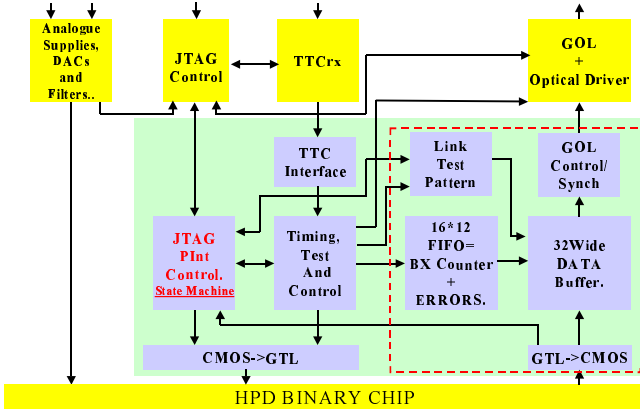 Analogue
Supplies,
DACs
and
Filters..
JTAG
Control
TTCrx
GOL
+
Optical Driver
TTC
Interface
Link
Test
Pattern
GOL
Control/
Synch
JTAG
PInt
Control.
State Machine
Timing,
Test
And
Control
16*12
FIFO=
BX Counter
+
ERRORS.
32Wide
DATA
Buffer.
CMOS->GTL
GTL->CMOS
HPD BINARY CHIP